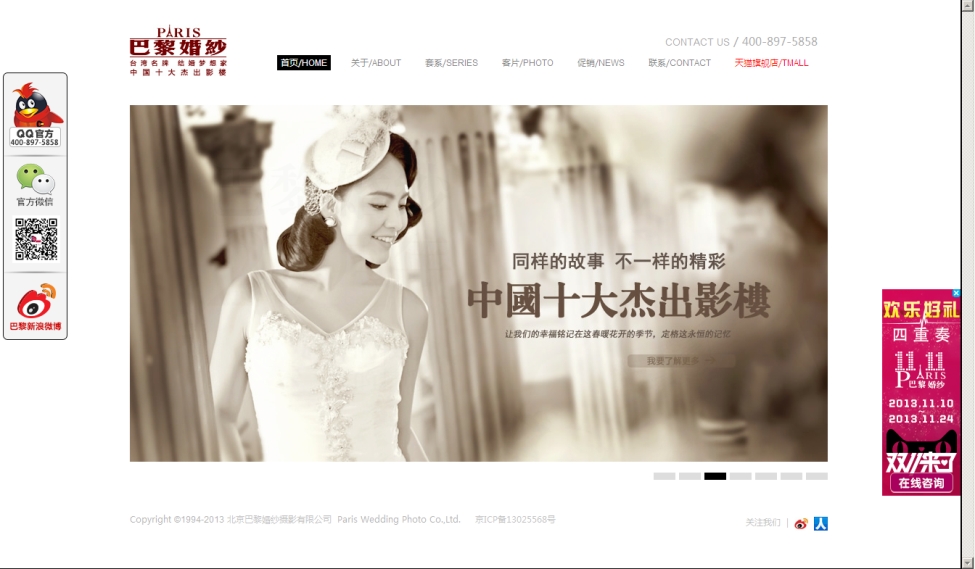 PARIS
巴黎婚紗
台湾名牌 结婚梦想家
中国十大杰出影楼
CONTACT US / 400-897-5858
首页/HOME 关于/ABOUT 套系/SERIES 客片/PHOTO 促销/NEWS 联系/CONTACT 天猫旗舰店/TMALL
QQ官方
400-897-5858
官方微信
巴黎新浪微博
同样的故事 不一样的精彩
中國十大杰出影樓
让我们的幸福铭记在这春暖花开的季节，定格这永恒的记忆
我要了解更多
欢乐好礼
四重奏
11.11
PARIS
巴黎婚纱
2013.11.10
~
2013.11.24
双11来了
在线咨询
Copyright ©1994-2013 北京巴黎婚纱摄影有限公司 Paris Wedding Photo Co.,Ltd. 京ICP备13025568号
关注我们 |